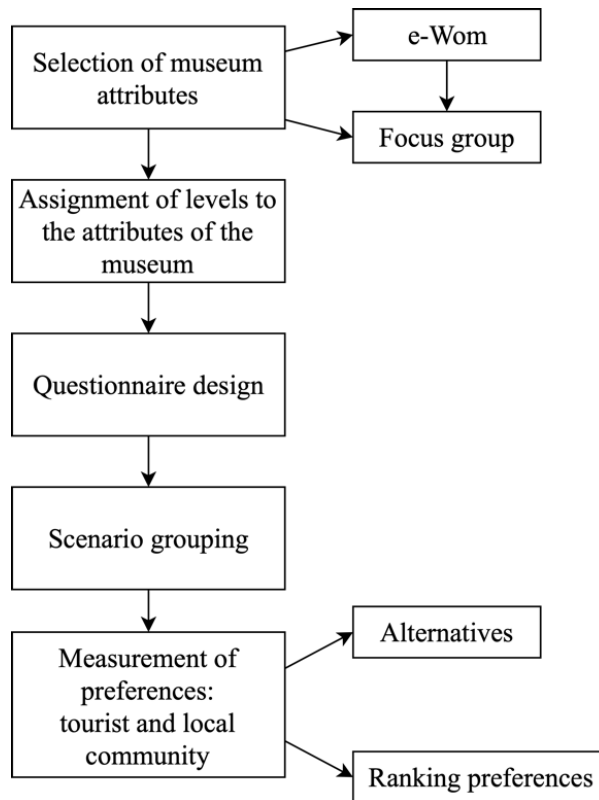 Selection of museum
attributes
e-Wom
Focus group
Assignment of levels to
the attributes of the
museum
Questionnaire design
Scenario grouping
Measurement of
preferences:
tourist and local
community
Alternatives
Ranking preferences